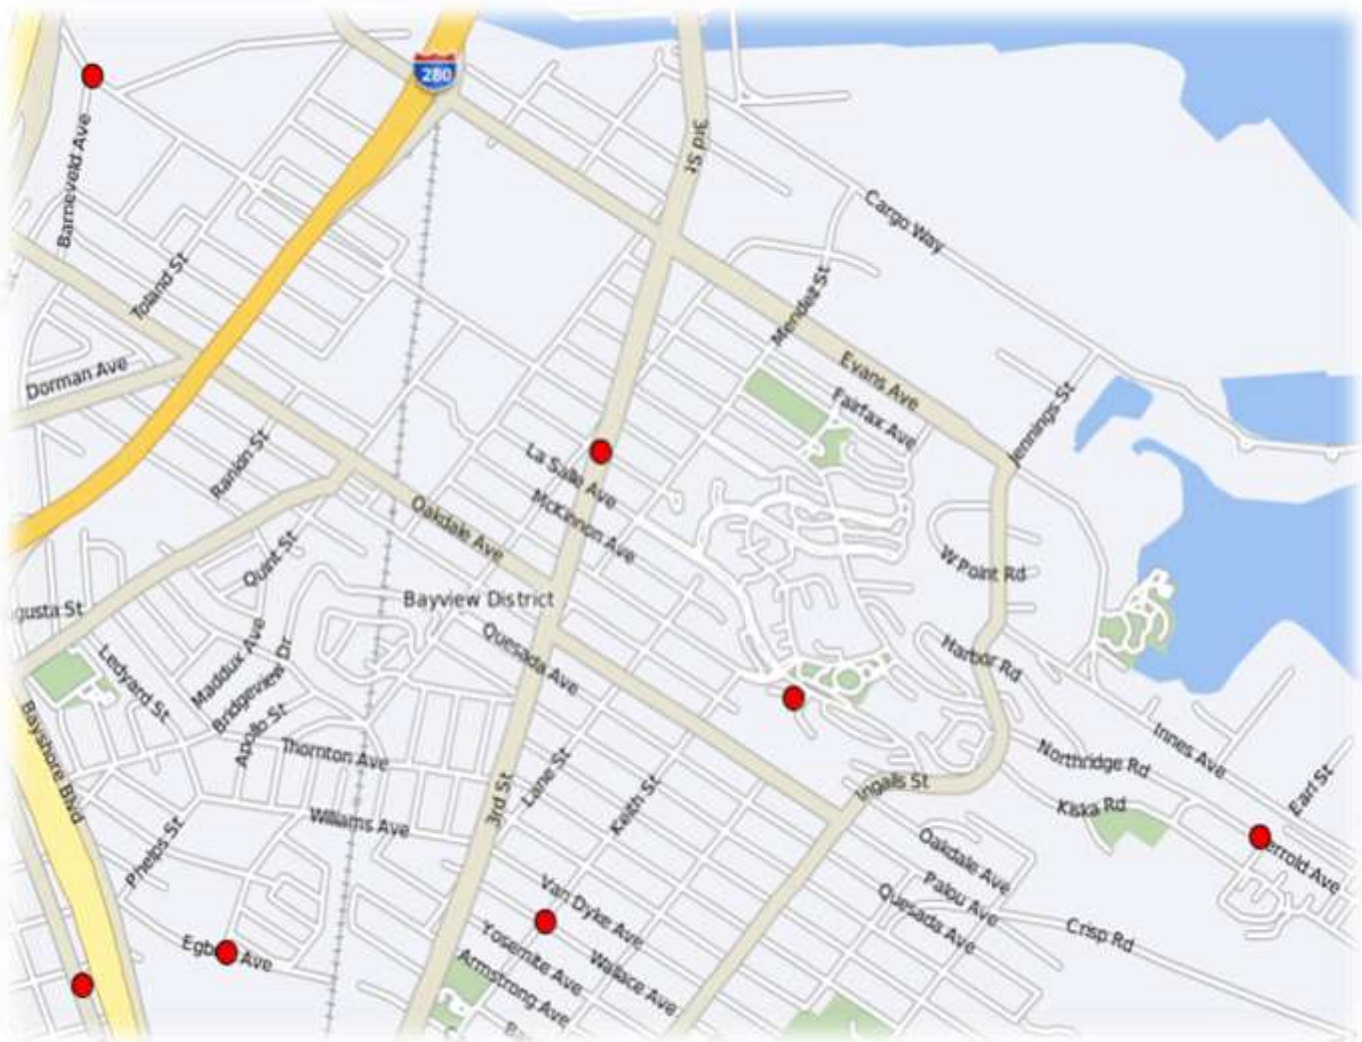 280
3rd St
Barneveld Ave
Cargo Way
Toland St
Mendez St
Dorman Ave
Evans Ave
Fairfax Ave
Jennings St
Ranion St
La Salle Ave
McKinnon Ave
Oakdale Ave
Quint St
W Point Rd
Bayview District
gusta St
Quesada Ave
Harbor Rd
Maddux Ave
Ledyard St
Bridgeview Dr
Apollo St
Bayshore Blvd
Thornton Ave
Innes Ave
Northridge Rd
Lane St
3rd St
Ingalls St
Keith St
Kiska Rd
Earl St
Williams Ave
Phelps St
errold Ave
Oakdale Ave
Palou Ave
Quesada Ave
Van Dyke Ave
Crisp Rd
Egb Ave
Yosemite Ave
Wallace Ave
Armstrong Ave